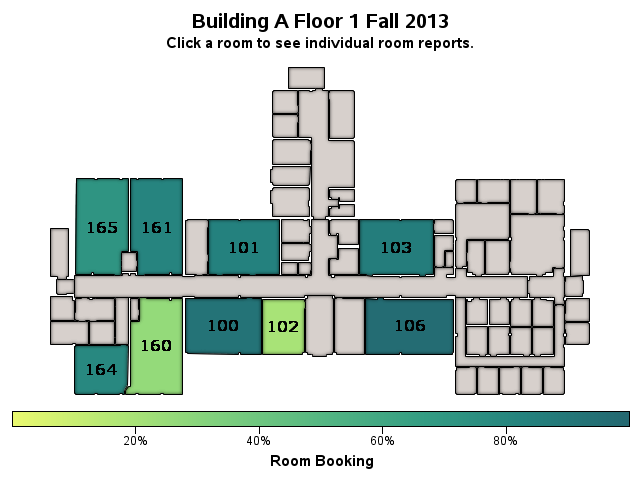 Building A Floor 1 Fall 2013
Click a room to see individual room reports.
165 161
101 103
100 102 106
160
164
20% 40% 60% 80%
Room Booking